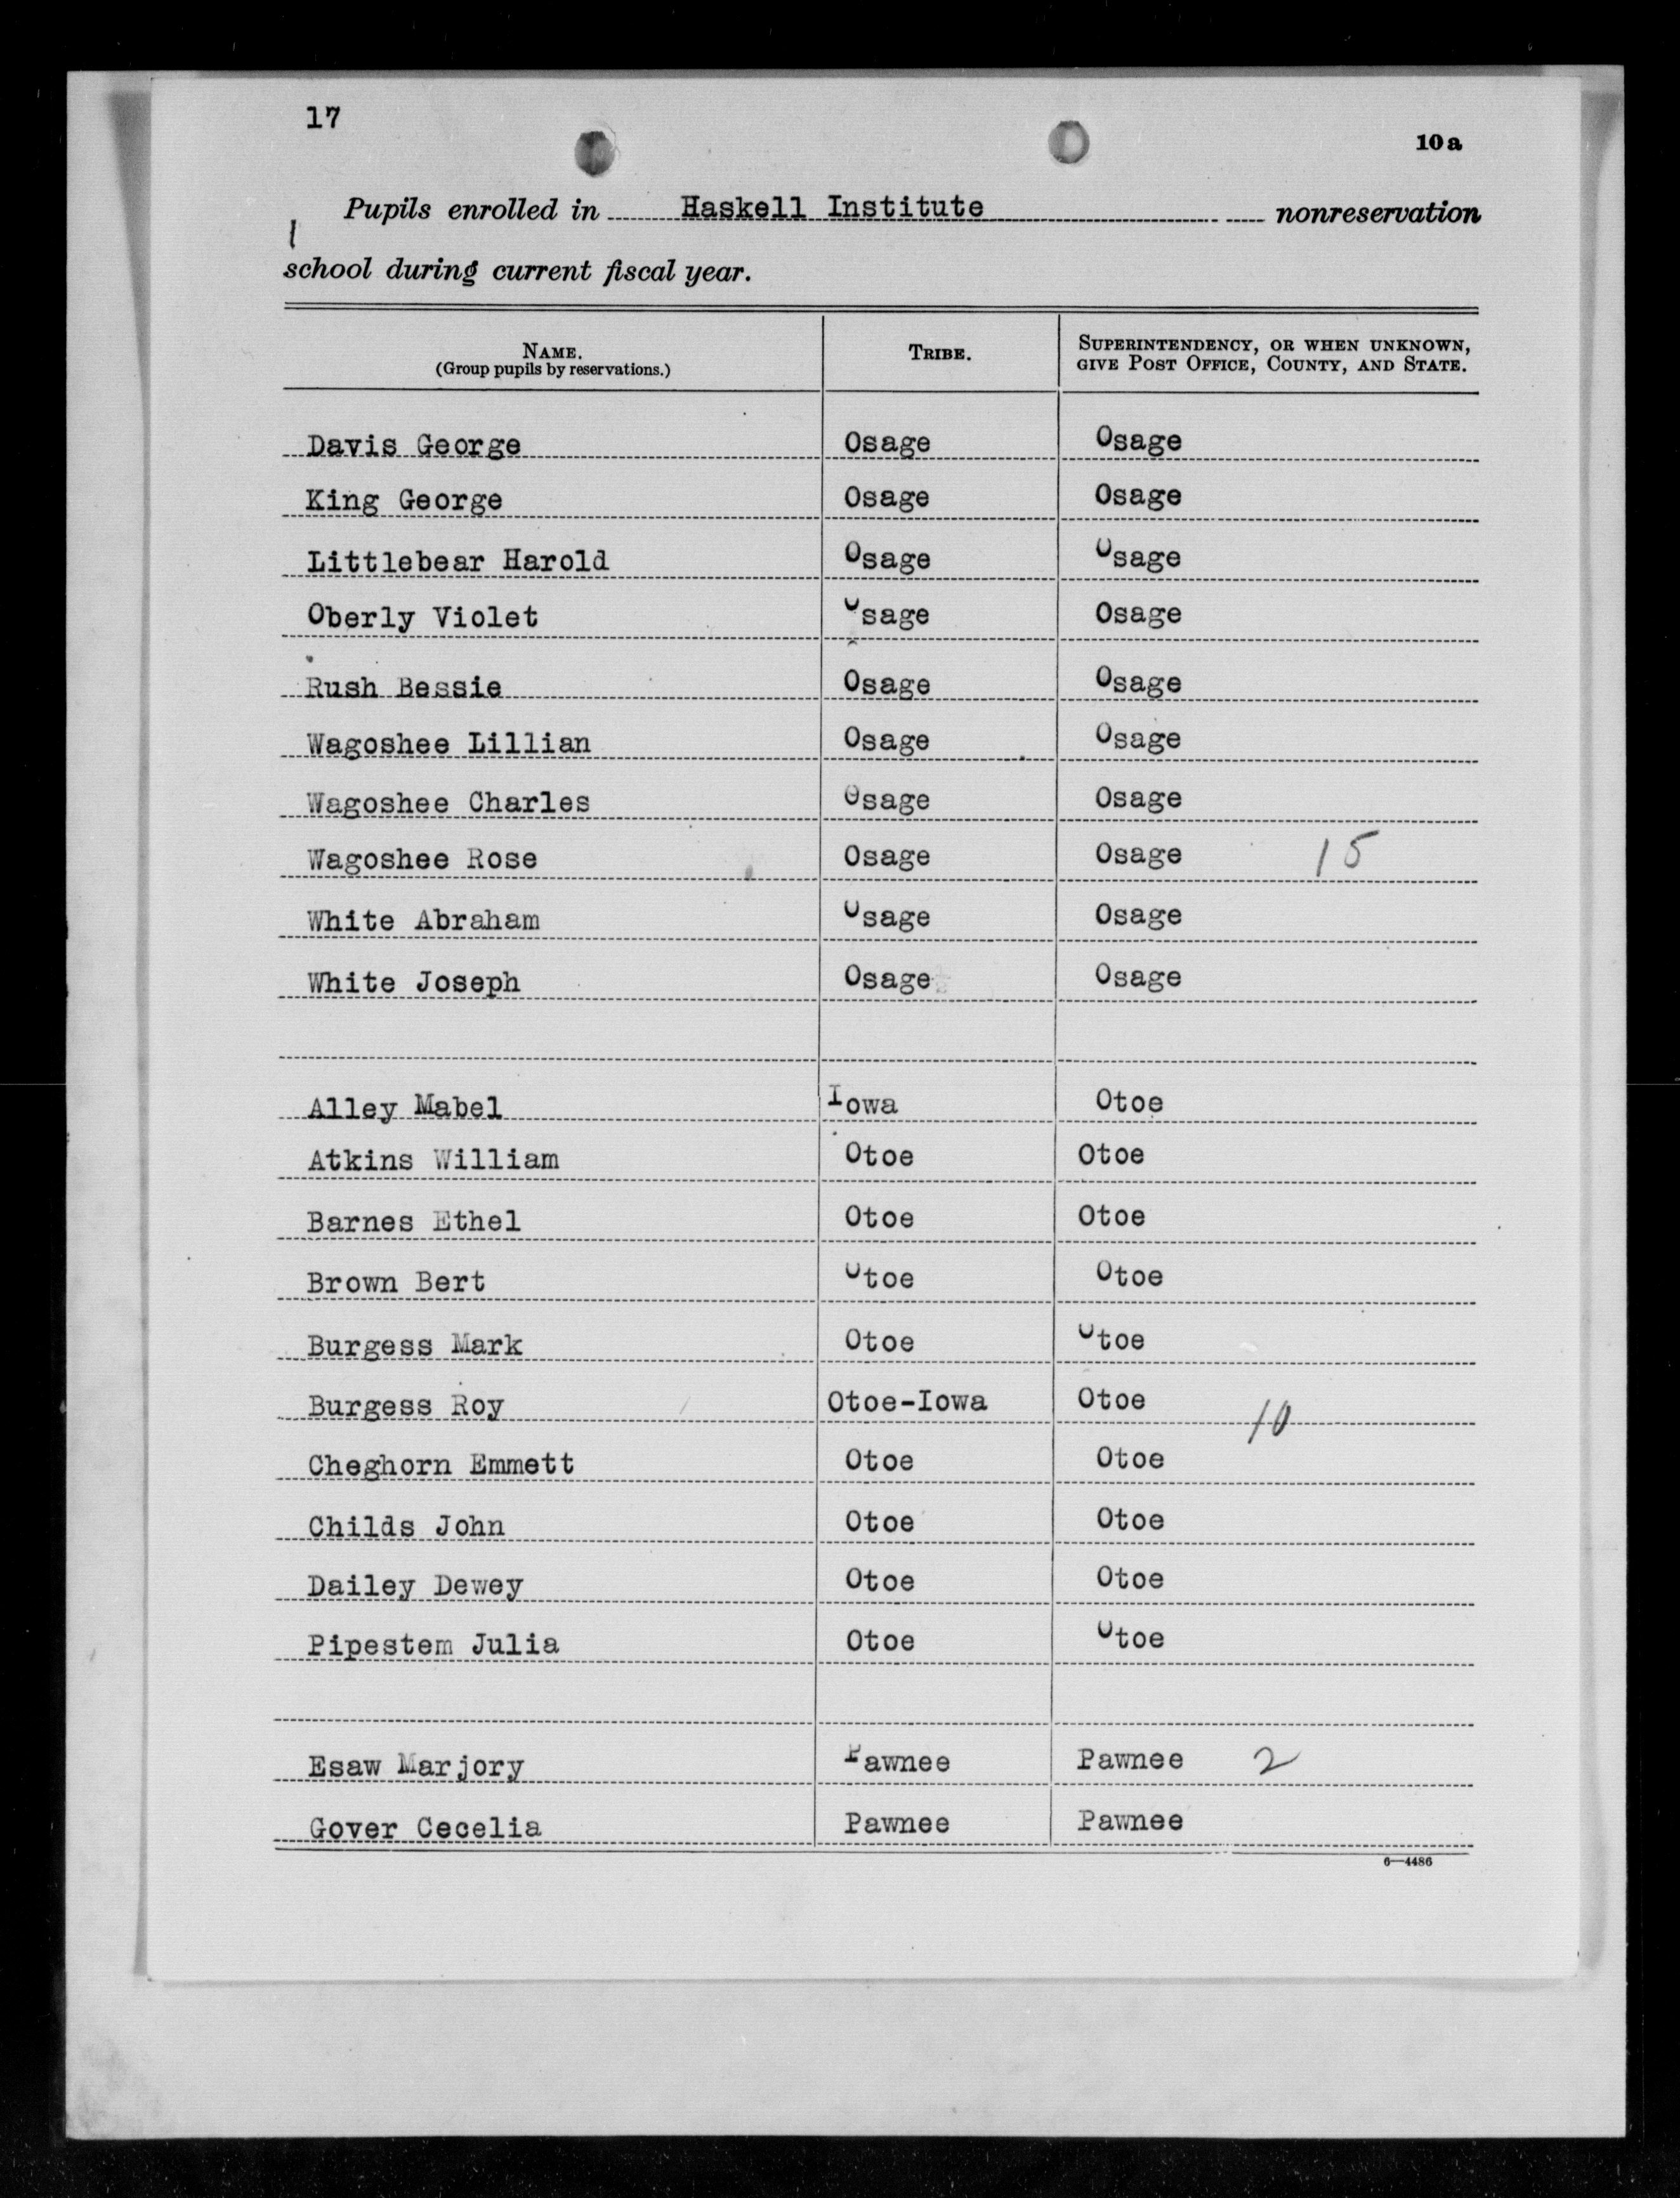 17
10a
Pupils enrolled in Haskell Institute nonreservation
school during current fiscal year.
NAME. TRIBE. SUPERINTENDENCY, OR WHEN UNKNOWN,
(Group pupils by reservations.) GIVE POST OFFICE, COUNTY, AND STATE.
Davis George Osage Osage
King George Osage Osage
Littlebear Harold Osage Osage
Oberly Violet Osage Osage
Rush Bessie Osage Osage
Wagoshee Lillian Osage Osage
Wagoshee Charles Osage Osage
Wagoshee Rose Osage Osage 15
White Abraham Osage Osage
White Joseph Osage Osage
Alley Mabel Iowa Otoe
Atkins William Otoe Otoe
Barnes Ethel Otoe Otoe
Brown Bert Otoe Otoe
Burgess Mark Otoe Otoe
Burgess Roy Otoe-Iowa Otoe 10
Cheghorn Emmett Otoe Otoe
Childs John Otoe Otoe
Dailey Dewey Otoe Otoe
Pipestem Julia Otoe Otoe
Esaw Marjory Pawnee Pawnee 2
Gover Cecelia Pawnee Pawnee
6—4486